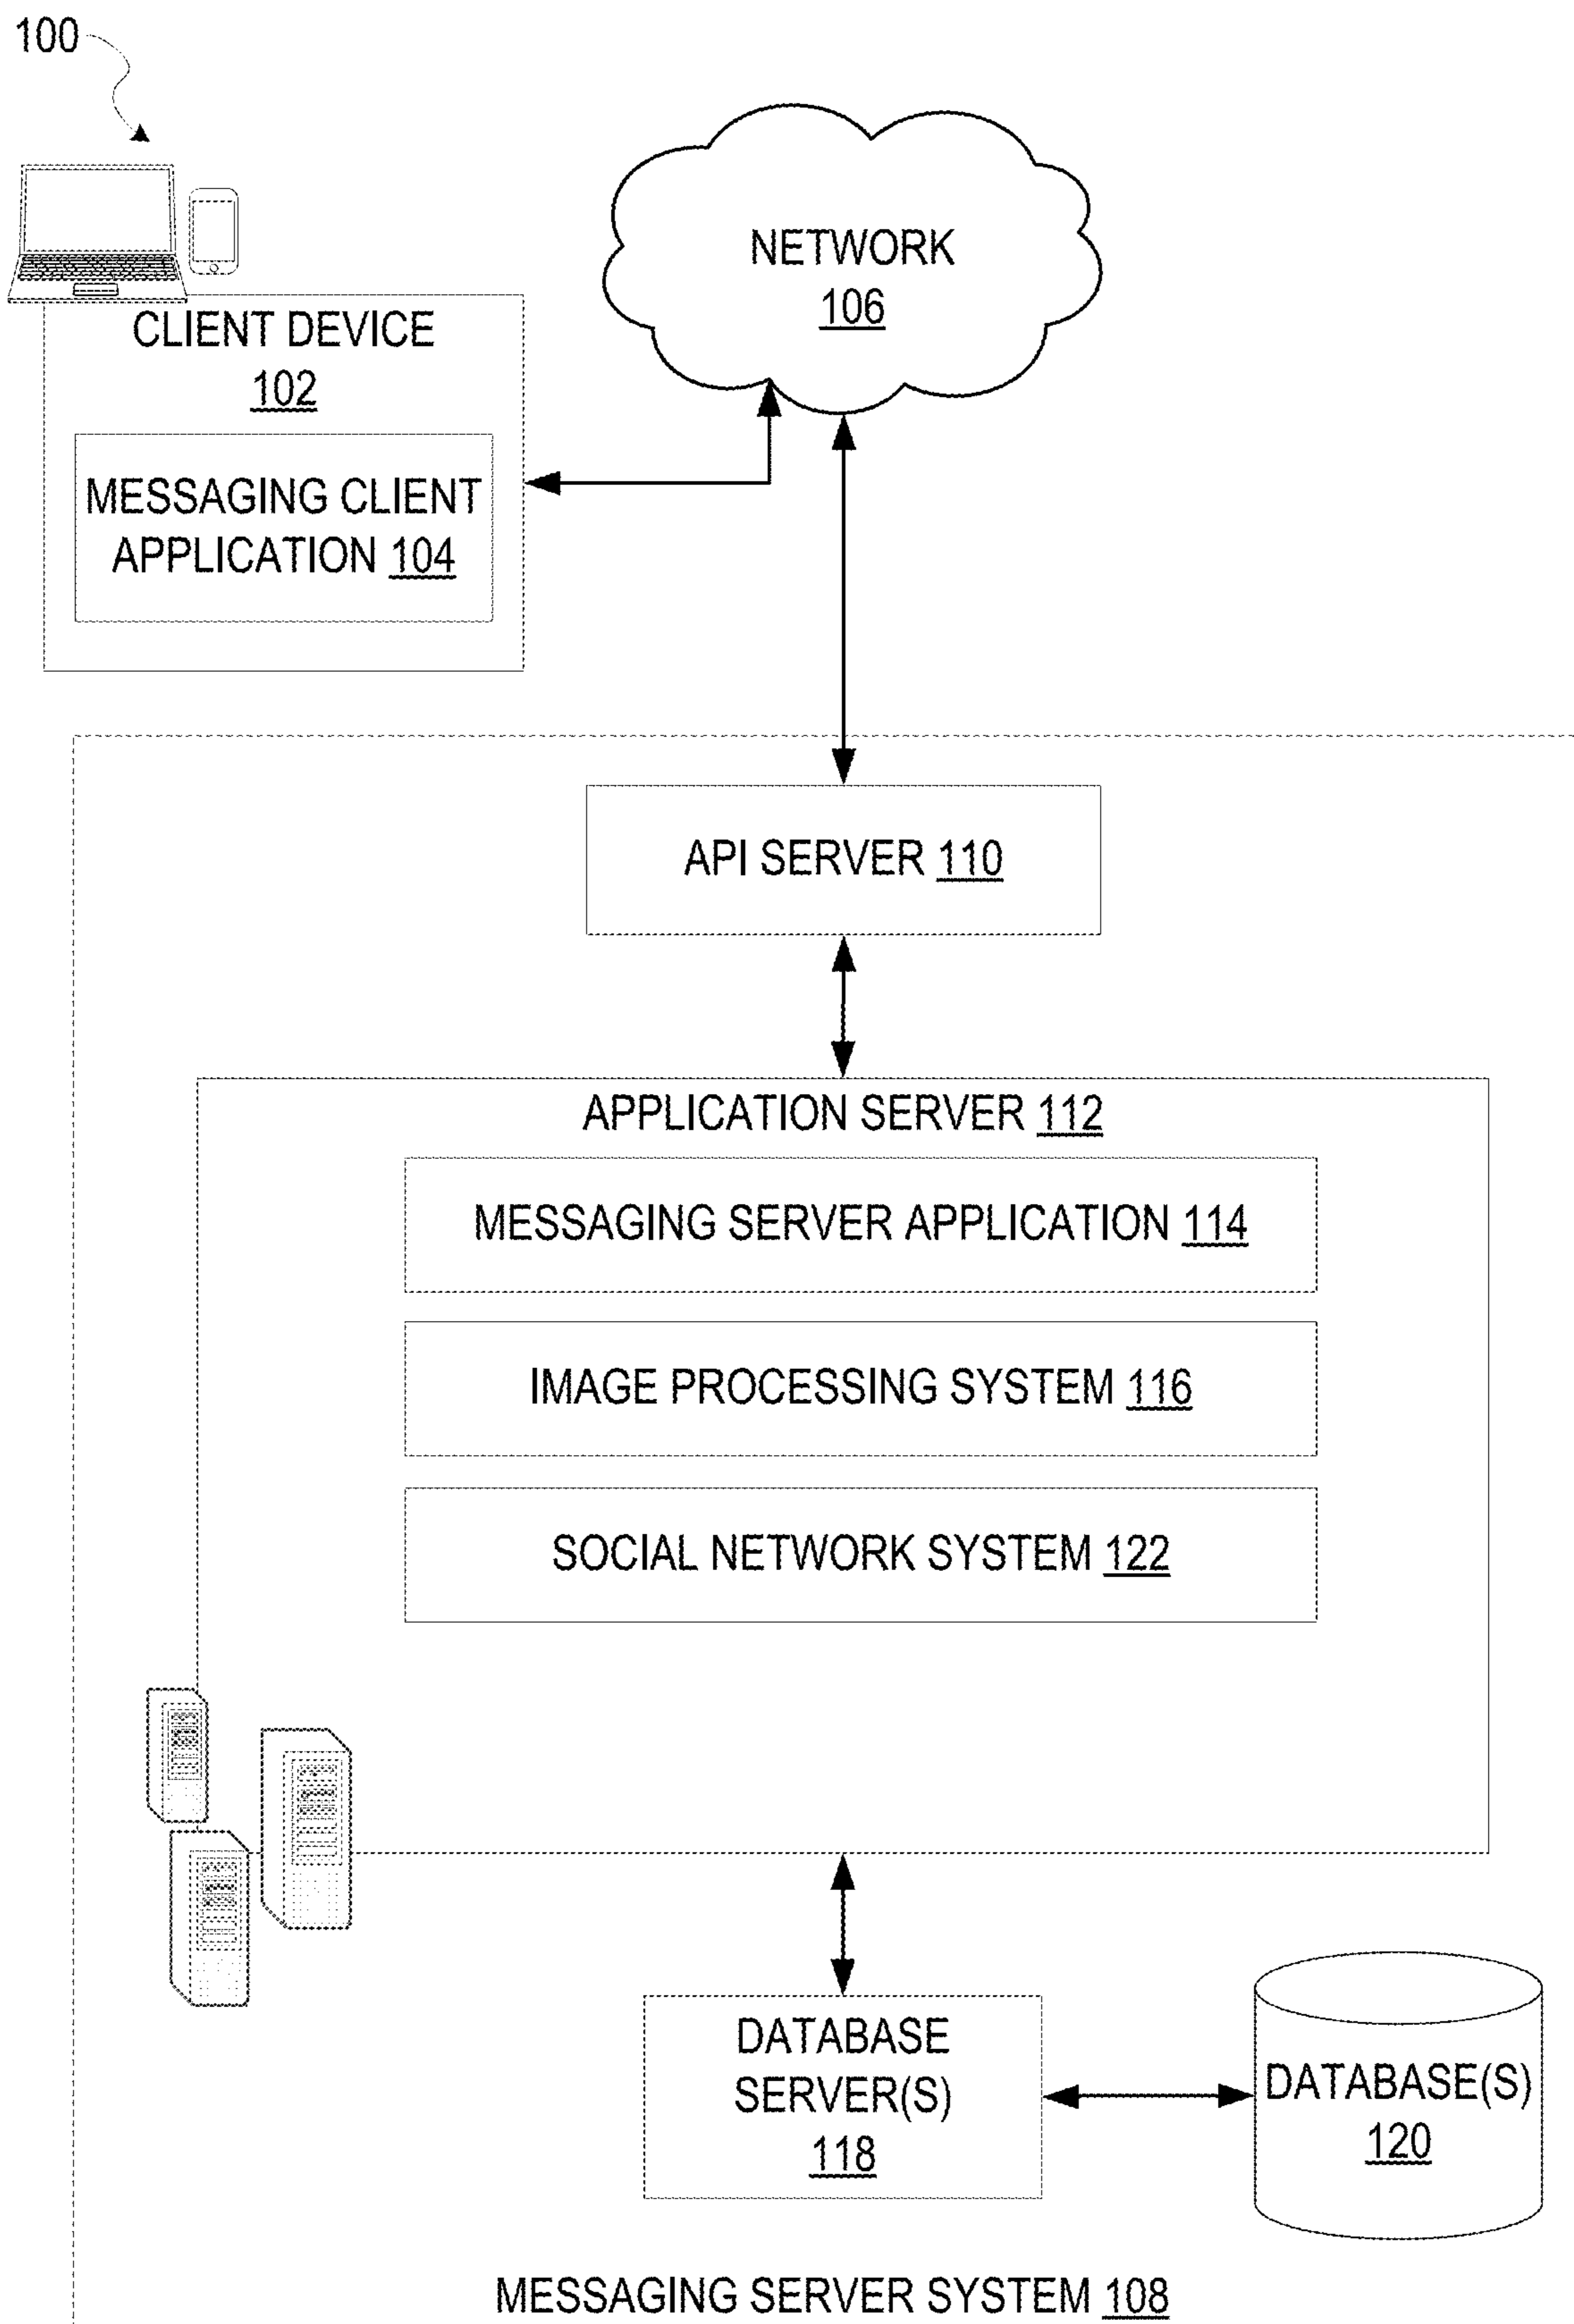 100
NETWORK
106
CLIENT DEVICE
102
MESSAGING CLIENT
APPLICATION 104
API SERVER 110
APPLICATION SERVER 112
MESSAGING SERVER APPLICATION 114
IMAGE PROCESSING SYSTEM 116
SOCIAL NETWORK SYSTEM 122
DATABASE
SERVER(S)
118
DATABASE(S)
120
MESSAGING SERVER SYSTEM 108